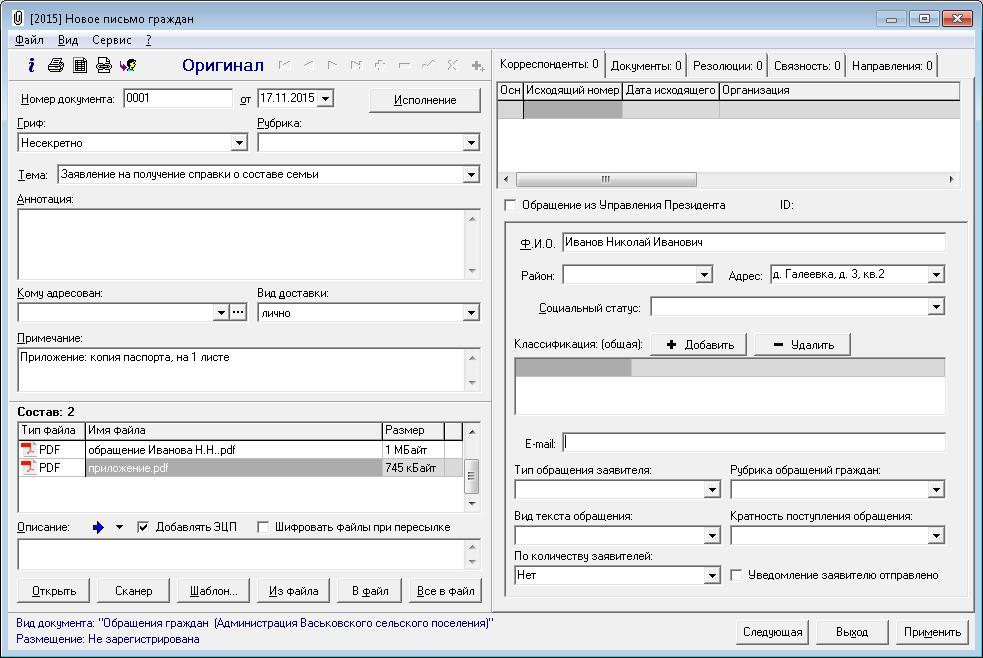 [2015] Новое письмо граждан
Файл Вид Сервис ?
Оригинал
Номер документа: 0001 от 17.11.2015 Исполнение
Гриф: Рубрика:
Несекретно
Тема: Заявление на получение справки о составе семьи
Аннотация:
Кому адресован: Вид доставки:
лично
Примечание:
Приложение: копия паспорта, на 1 листе
Состав: 2
Тип файла Имя файла Размер
PDF обращение Иванова Н.Н..pdf 1 МБайт
PDF приложение.pdf 745 кБайт
Описание: Добавлять ЭЦП Шифровать файлы при пересылке
Открыть Сканер Шаблон... Из файла В файл Все в файл
Корреспонденты: 0 Документы: 0 Резолюции: 0 Связность: 0 Направления: 0
Осн Исходящий номер Дата исходящего Организация
Обращение из Управления Президента ID:
Ф.И.О. Иванов Николай Иванович
Район: Адрес: д. Галеевка, д. 3, кв.2
Социальный статус:
Классификация: (общая): Добавить Удалить
E-mail:
Тип обращения заявителя: Рубрика обращений граждан:
Вид текста обращения: Кратность поступления обращения:
По количеству заявителей:
Нет Уведомление заявителю отправлено
Вид документа: "Обращения граждан (Администрация Васьковского сельского поселения)"
Размещение: Не зарегистрирована
Следующая Выход Применить